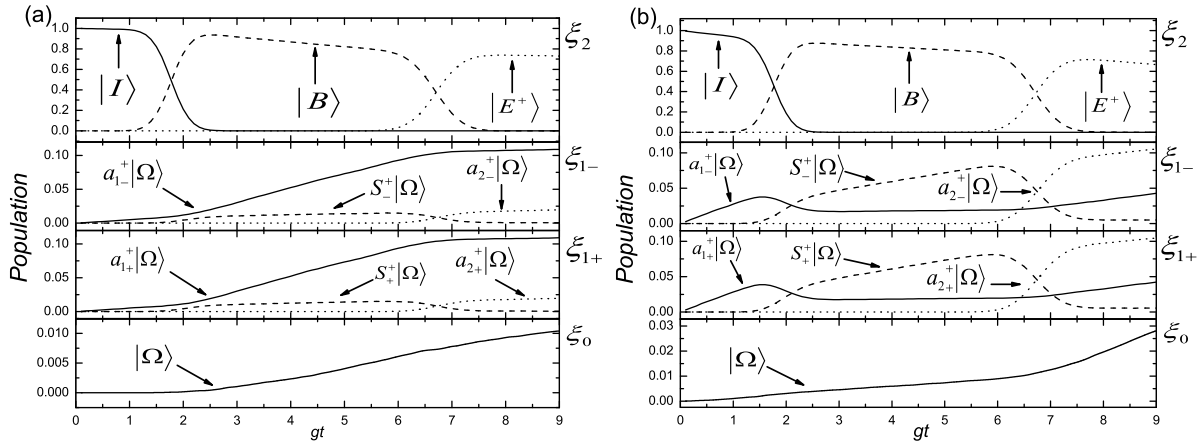 (a)
1.0
0.8
0.6
0.4
0.2
0.0
|I⟩
|B⟩
|E⁺⟩
ξ₂
0.10
0.05
0.00
a₁₋⁺|Ω⟩
S₋⁺|Ω⟩
a₂₋⁺|Ω⟩
ξ₁₋
Population
0.10
0.05
0.00
a₁₊⁺|Ω⟩
S₊⁺|Ω⟩
a₂₊⁺|Ω⟩
ξ₁₊
0.010
0.005
0.000
|Ω⟩
ξ₀
0 1 2 3 4 5 6 7 8 9
gt
(b)
1.0
0.8
0.6
0.4
0.2
0.0
|I⟩
|B⟩
|E⁺⟩
ξ₂
0.10
0.05
0.00
a₁₋⁺|Ω⟩
S₋⁺|Ω⟩
a₂₋⁺|Ω⟩
ξ₁₋
Population
0.10
0.05
0.00
a₁₊⁺|Ω⟩
S₊⁺|Ω⟩
a₂₊⁺|Ω⟩
ξ₁₊
0.03
0.02
0.01
0.00
|Ω⟩
ξ₀
0 1 2 3 4 5 6 7 8 9
gt